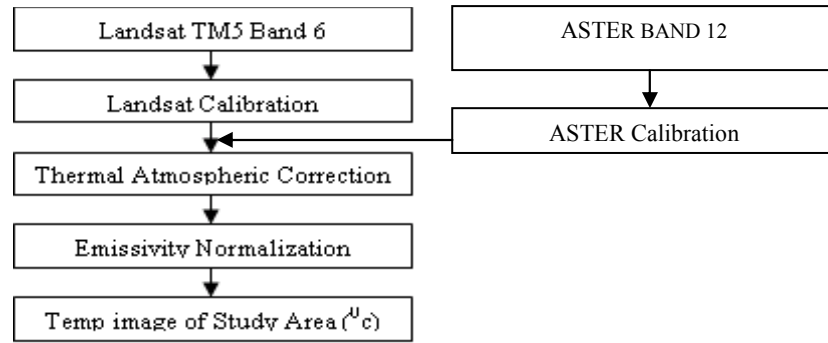 Landsat TM5 Band 6
ASTER BAND 12
Landsat Calibration
ASTER Calibration
Thermal Atmospheric Correction
Emissivity Normalization
Temp image of Study Area (⁰c)